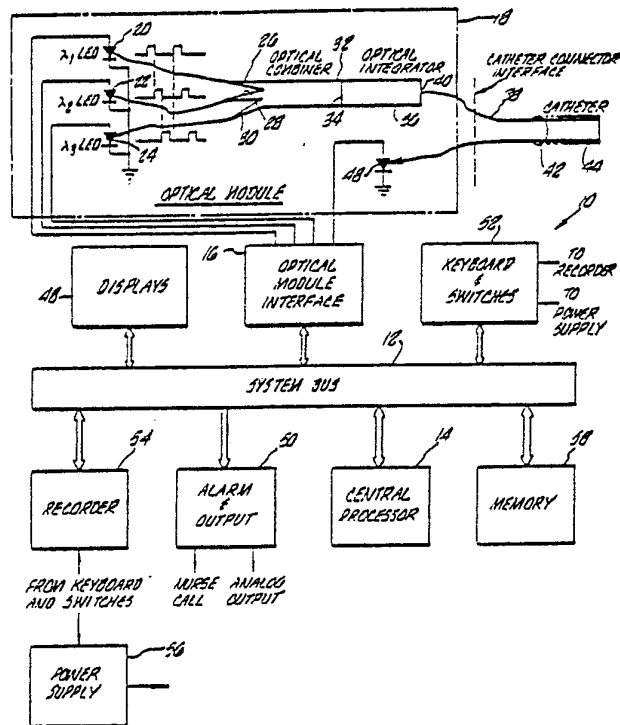 18
20
λ₁ LED
22
λ₂ LED
24
λ₃ LED
26
OPTICAL
COMBINER
28
30
32
OPTICAL
INTEGRATOR
34
36
40
CATHETER CONNECTOR
INTERFACE
38
CATHETER
42
44
48
OPTICAL MODULE
10
16
OPTICAL
MODULE
INTERFACE
48
DISPLAYS
52
KEYBOARD
&
SWITCHES
TO
RECORDER
TO
POWER
SUPPLY
12
SYSTEM BUS
54
RECORDER
50
ALARM
&
OUTPUT
14
CENTRAL
PROCESSOR
58
MEMORY
FROM KEYBOARD
AND SWITCHES
NURSE
CALL
ANALOG
OUTPUT
56
POWER
SUPPLY